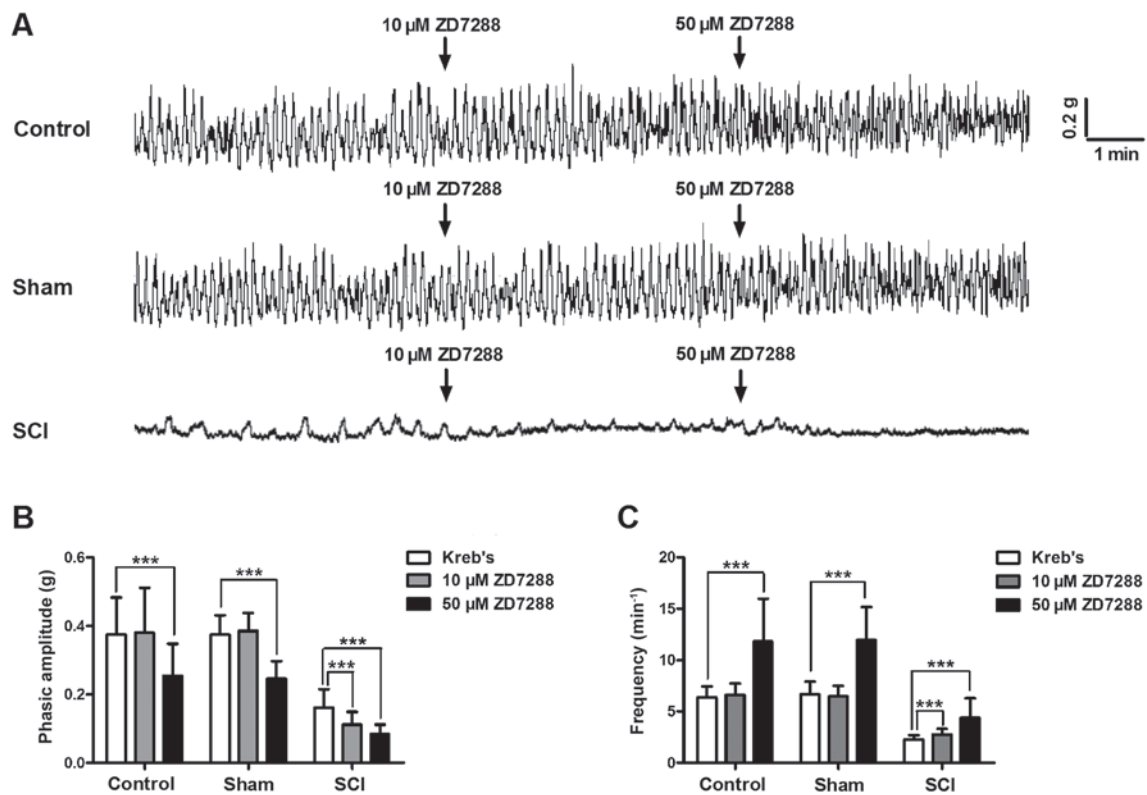 A
10 µM ZD7288
50 µM ZD7288
Control
0.2 g
1 min
10 µM ZD7288
50 µM ZD7288
Sham
10 µM ZD7288
50 µM ZD7288
SCI
B
Phasic amplitude (g)
0.6
0.4
0.2
0.0
***
***
***
***
Control
Sham
SCI
Kreb's
10 µM ZD7288
50 µM ZD7288
C
Frequency (min⁻¹)
20
15
10
5
0
***
***
***
***
Control
Sham
SCI
Kreb's
10 µM ZD7288
50 µM ZD7288